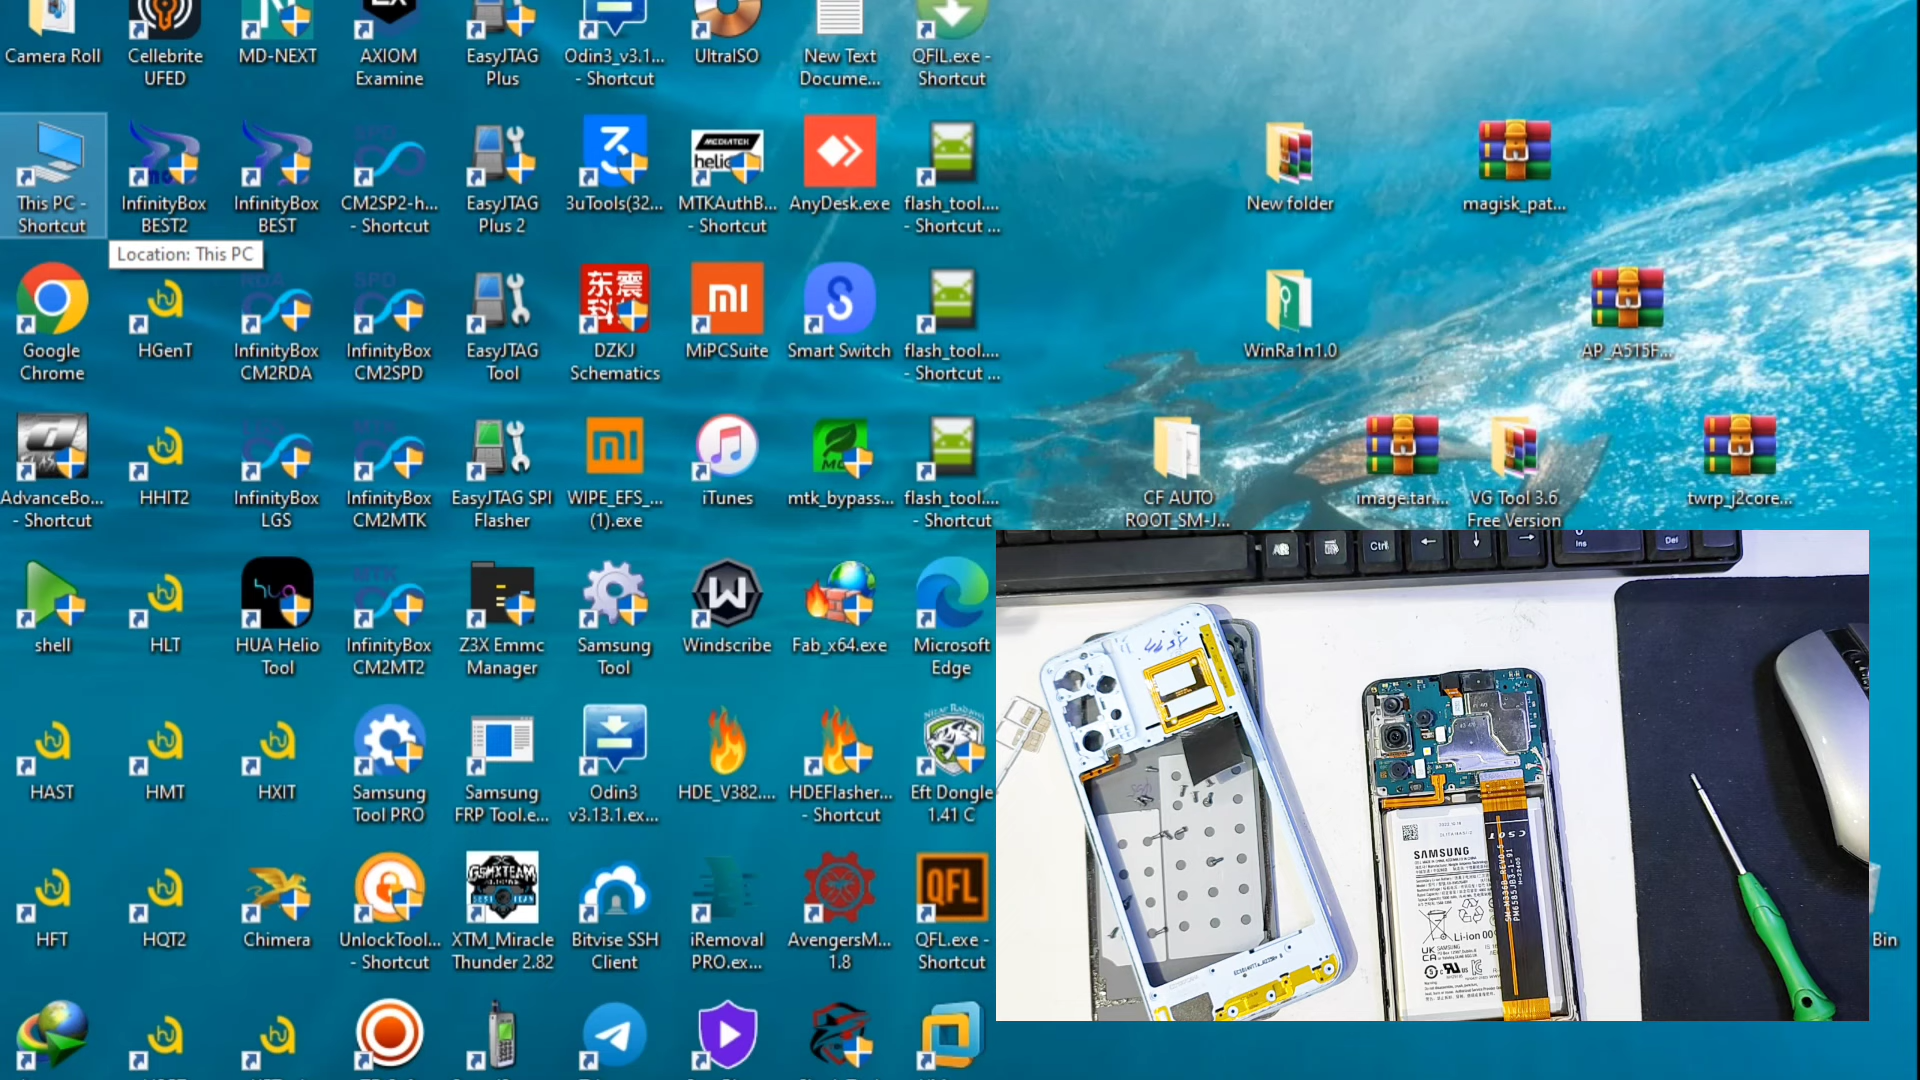 Camera Roll
Cellebrite
UFED
MD-NEXT
AXIOM
Examine
EasyJTAG
Plus
Odin3_v3.1...
- Shortcut
UltraISO
New Text
Docume...
QFIL.exe -
Shortcut
This PC -
Shortcut
InfinityBox
BEST2
InfinityBox
BEST
CM2SP2-h...
- Shortcut
EasyJTAG
Plus 2
3uTools(32...
MEDIATEK
helio
MTKAuthB...
- Shortcut
AnyDesk.exe
flash_tool....
- Shortcut ...
New folder
magisk_pat...
Location: This PC
Google
Chrome
HGenT
InfinityBox
CM2RDA
InfinityBox
CM2SPD
EasyJTAG
Tool
东震
DZKJ
Schematics
MiPCSuite
Smart Switch
flash_tool....
- Shortcut ...
WinRa1n1.0
AP_A515F...
AdvanceBo...
- Shortcut
HHIT2
InfinityBox
LGS
InfinityBox
CM2MTK
EasyJTAG SPI
Flasher
WIPE_EFS_...
(1).exe
iTunes
mtk_bypass...
flash_tool....
- Shortcut
CF AUTO
ROOT_SM-J...
image.tar....
VG Tool 3.6
Free Version
twrp_j2core...
shell
HLT
HUA Helio
Tool
InfinityBox
CM2MT2
Z3X Emmc
Manager
Samsung
Tool
Windscribe
Fab_x64.exe
Microsoft
Edge
Ctrl
Ins
Del
HAST
HMT
HXIT
Samsung
Tool PRO
Samsung
FRP Tool.e...
Odin3
v3.13.1.ex...
HDE_V382....
HDEFlasher...
- Shortcut
Eft Dongle
1.41 C
SAMSUNG
Li-ion 00
HFT
HQT2
Chimera
UnlockTool...
- Shortcut
XTM_Miracle
Thunder 2.82
Bitvise SSH
Client
iRemoval
PRO.ex...
AvengersM...
1.8
QFL
QFL.exe -
Shortcut
Bin